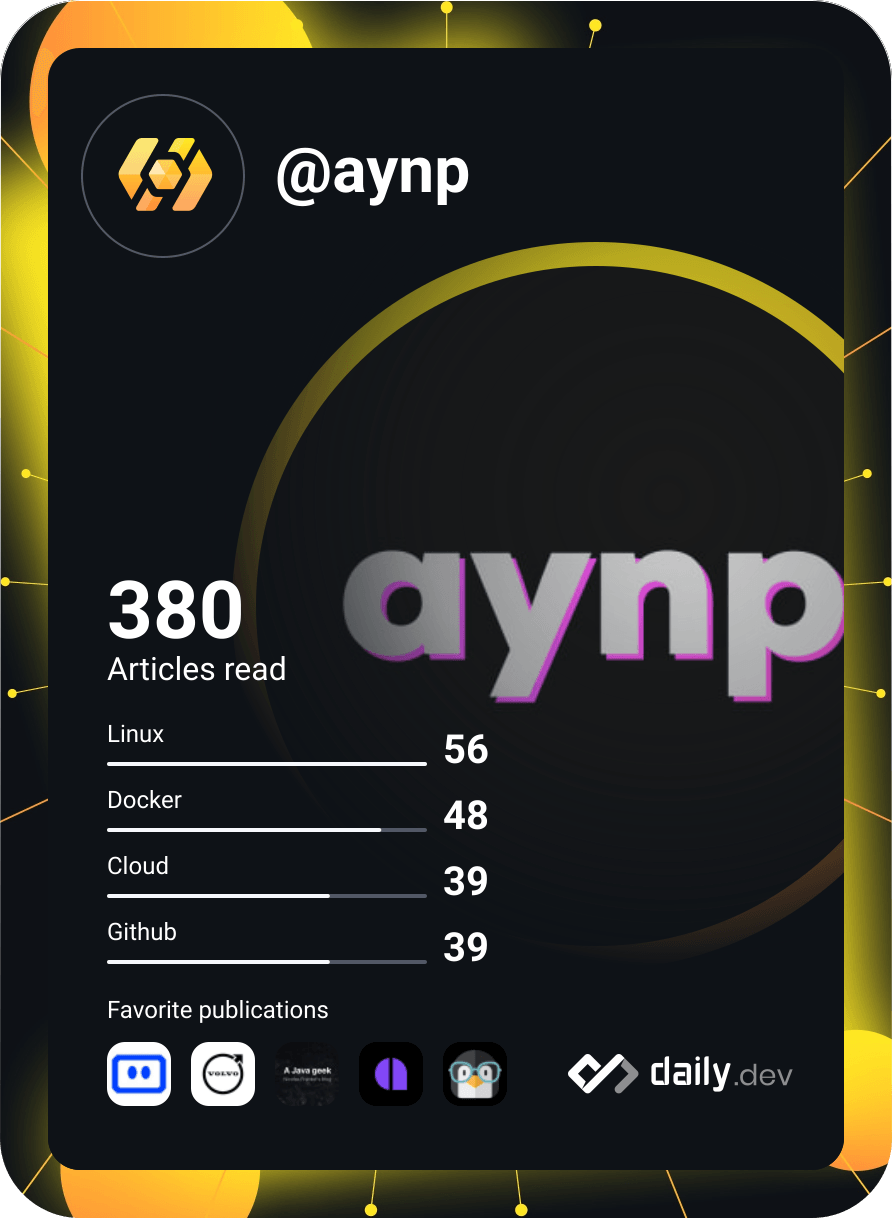 @aynp
aynp
380
Articles read
Linux
56
Docker
48
Cloud
39
Github
39
Favorite publications
VOLVO
A Java geek
daily.dev